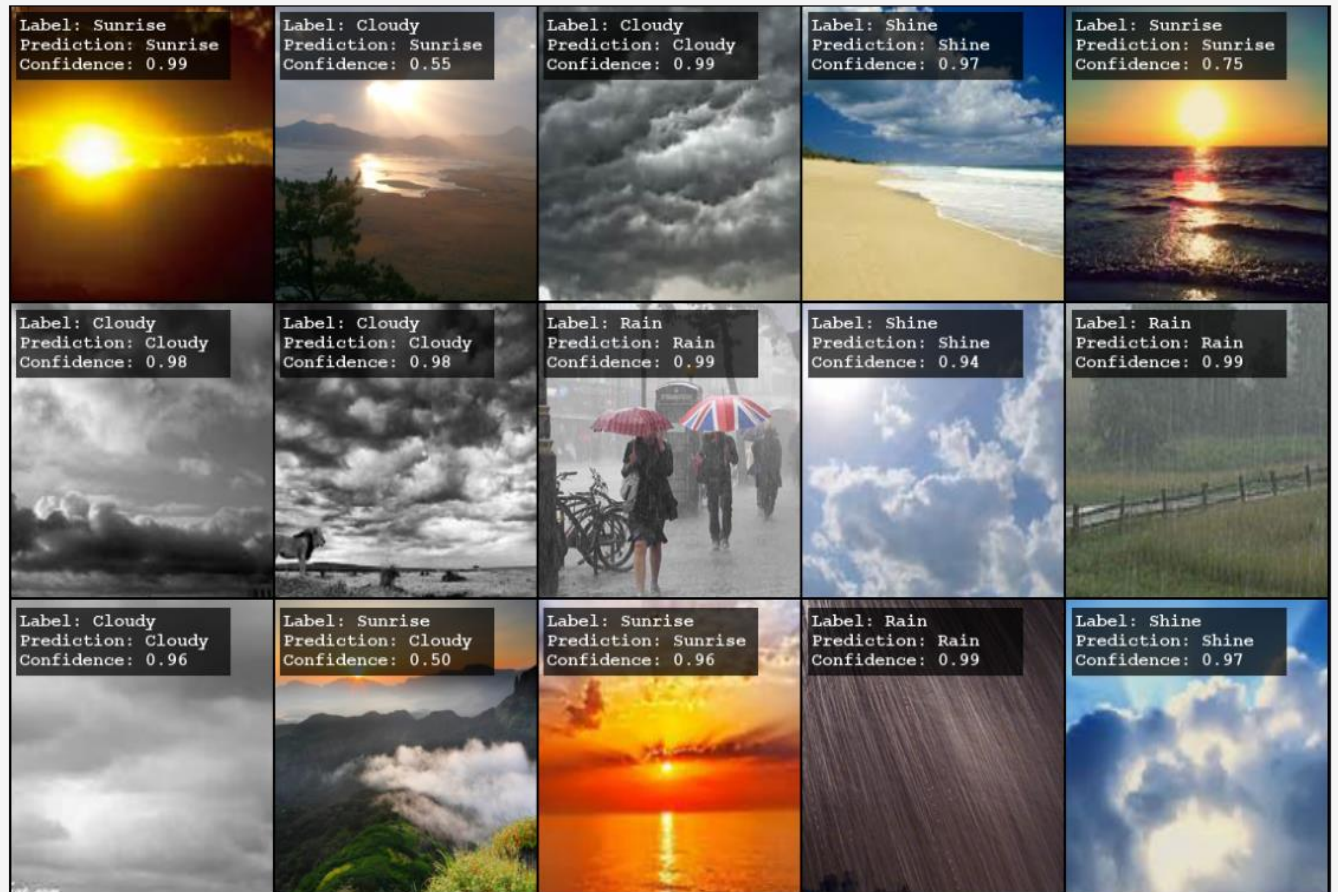 Label: Sunrise
Prediction: Sunrise
Confidence: 0.99
Label: Cloudy
Prediction: Sunrise
Confidence: 0.55
Label: Cloudy
Prediction: Cloudy
Confidence: 0.99
Label: Shine
Prediction: Shine
Confidence: 0.97
Label: Sunrise
Prediction: Sunrise
Confidence: 0.75
Label: Cloudy
Prediction: Cloudy
Confidence: 0.98
Label: Cloudy
Prediction: Cloudy
Confidence: 0.98
Label: Rain
Prediction: Rain
Confidence: 0.99
Label: Shine
Prediction: Shine
Confidence: 0.94
Label: Rain
Prediction: Rain
Confidence: 0.99
Label: Cloudy
Prediction: Cloudy
Confidence: 0.96
Label: Sunrise
Prediction: Cloudy
Confidence: 0.50
Label: Sunrise
Prediction: Sunrise
Confidence: 0.96
Label: Rain
Prediction: Rain
Confidence: 0.99
Label: Shine
Prediction: Shine
Confidence: 0.97